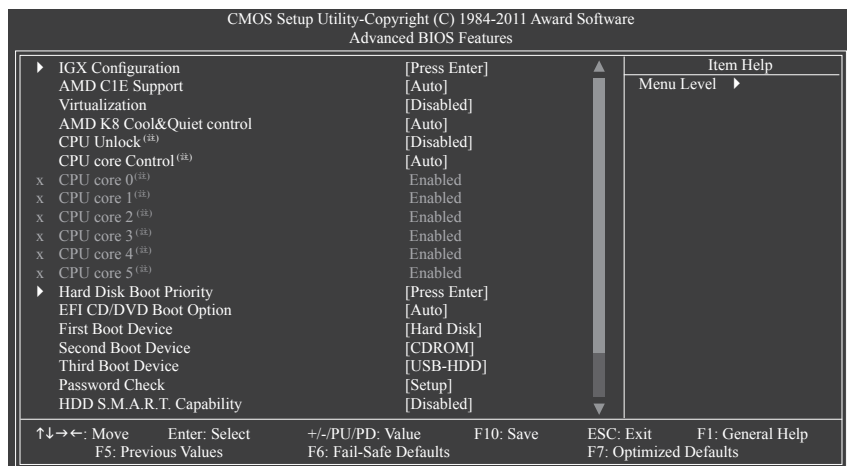 CMOS Setup Utility-Copyright (C) 1984-2011 Award Software
Advanced BIOS Features
▶ IGX Configuration [Press Enter]
AMD C1E Support [Auto]
Virtualization [Disabled]
AMD K8 Cool&Quiet control [Auto]
CPU Unlock(註) [Disabled]
CPU core Control(註) [Auto]
x CPU core 0(註) Enabled
x CPU core 1(註) Enabled
x CPU core 2 (註) Enabled
x CPU core 3 (註) Enabled
x CPU core 4 (註) Enabled
x CPU core 5 (註) Enabled
▶ Hard Disk Boot Priority [Press Enter]
EFI CD/DVD Boot Option [Auto]
First Boot Device [Hard Disk]
Second Boot Device [CDROM]
Third Boot Device [USB-HDD]
Password Check [Setup]
HDD S.M.A.R.T. Capability [Disabled]
Item Help
Menu Level ▶
↑↓→←: Move Enter: Select +/-/PU/PD: Value F10: Save ESC: Exit F1: General Help
F5: Previous Values F6: Fail-Safe Defaults F7: Optimized Defaults